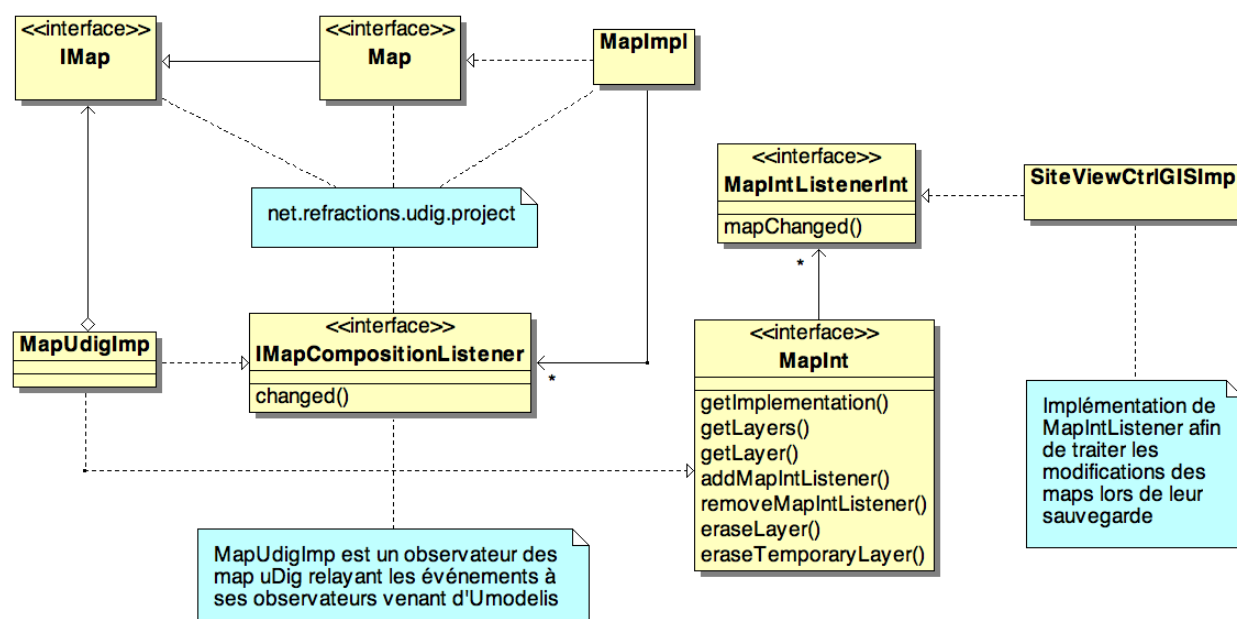 <<interface>>
IMap
<<interface>>
Map
MapImpl
net.refractions.udig.project
<<interface>>
MapIntListenerInt
mapChanged()
SiteViewCtrlGISImp
*
MapUdigImp
<<interface>>
IMapCompositionListener
changed()
*
<<interface>>
MapInt
getImplementation()
getLayers()
getLayer()
addMapIntListener()
removeMapIntListener()
eraseLayer()
eraseTemporaryLayer()
Implémentation de
MapIntListener afin
de traiter les
modifications des
maps lors de leur
sauvegarde
MapUdigImp est un observateur des
map uDig relayant les événements à
ses observateurs venant d'Umodelis